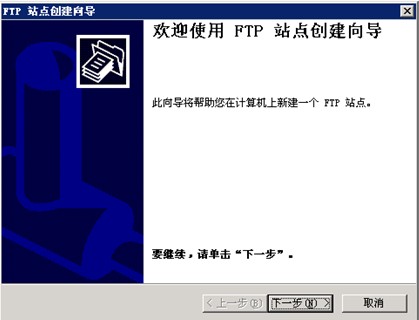 FTP 站点创建向导
欢迎使用 FTP 站点创建向导
此向导将帮助您在计算机上新建一个 FTP 站点。
要继续，请单击“下一步”。
< 上一步(B)
下一步(N) >
取消